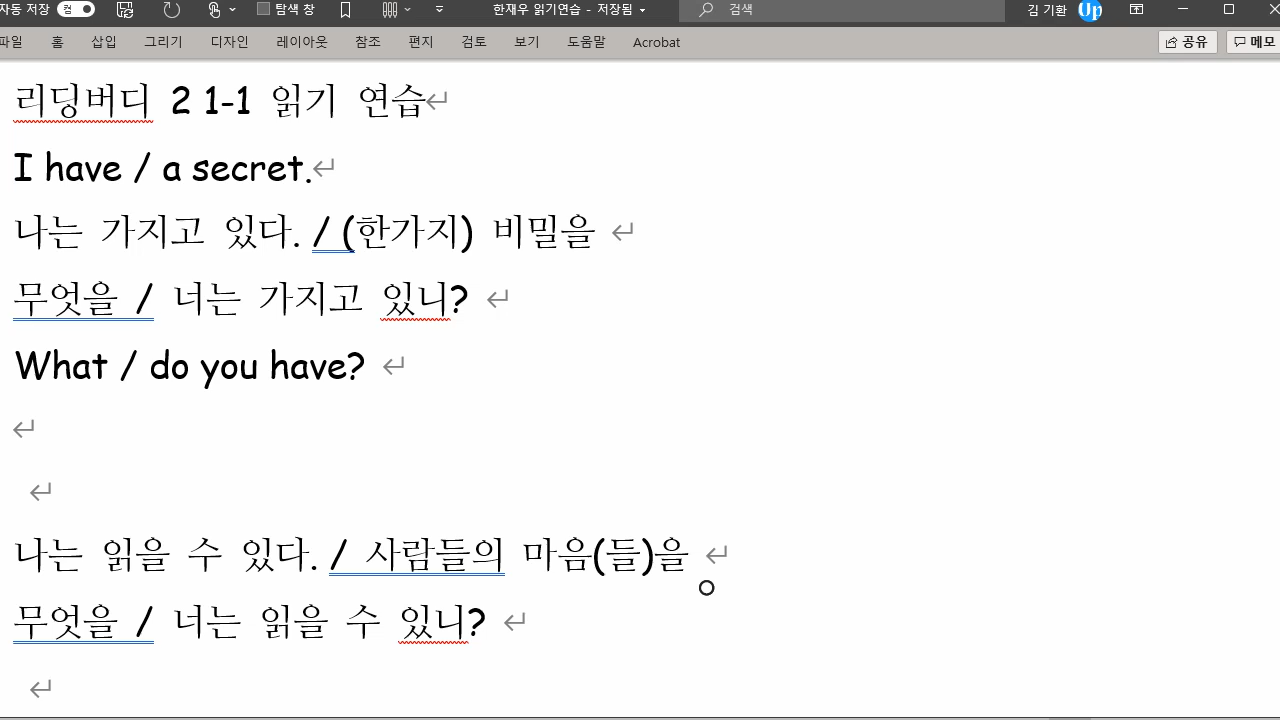 자동 저장 컴 탐색 창 한재우 읽기연습 - 저장됨 검색 김 기환 Up
파일 홈 삽입 그리기 디자인 레이아웃 참조 편지 검토 보기 도움말 Acrobat 공유 메모
리딩버디 2 1-1 읽기 연습
I have / a secret.
나는 가지고 있다. / (한가지) 비밀을
무엇을 / 너는 가지고 있니?
What / do you have?
나는 읽을 수 있다. / 사람들의 마음(들)을
무엇을 / 너는 읽을 수 있니?